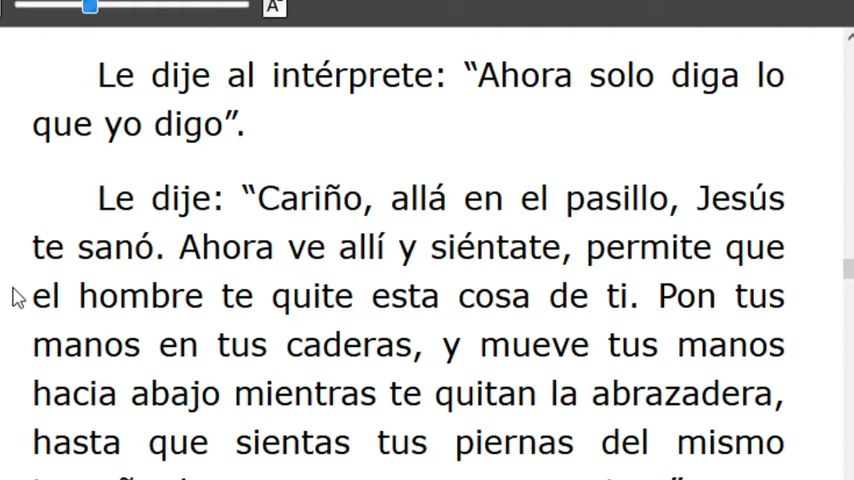 A
Le dije al intérprete: “Ahora solo diga lo
que yo digo”.
Le dije: “Cariño, allá en el pasillo, Jesús
te sanó. Ahora ve allí y siéntate, permite que
el hombre te quite esta cosa de ti. Pon tus
manos en tus caderas, y mueve tus manos
hacia abajo mientras te quitan la abrazadera,
hasta que sientas tus piernas del mismo